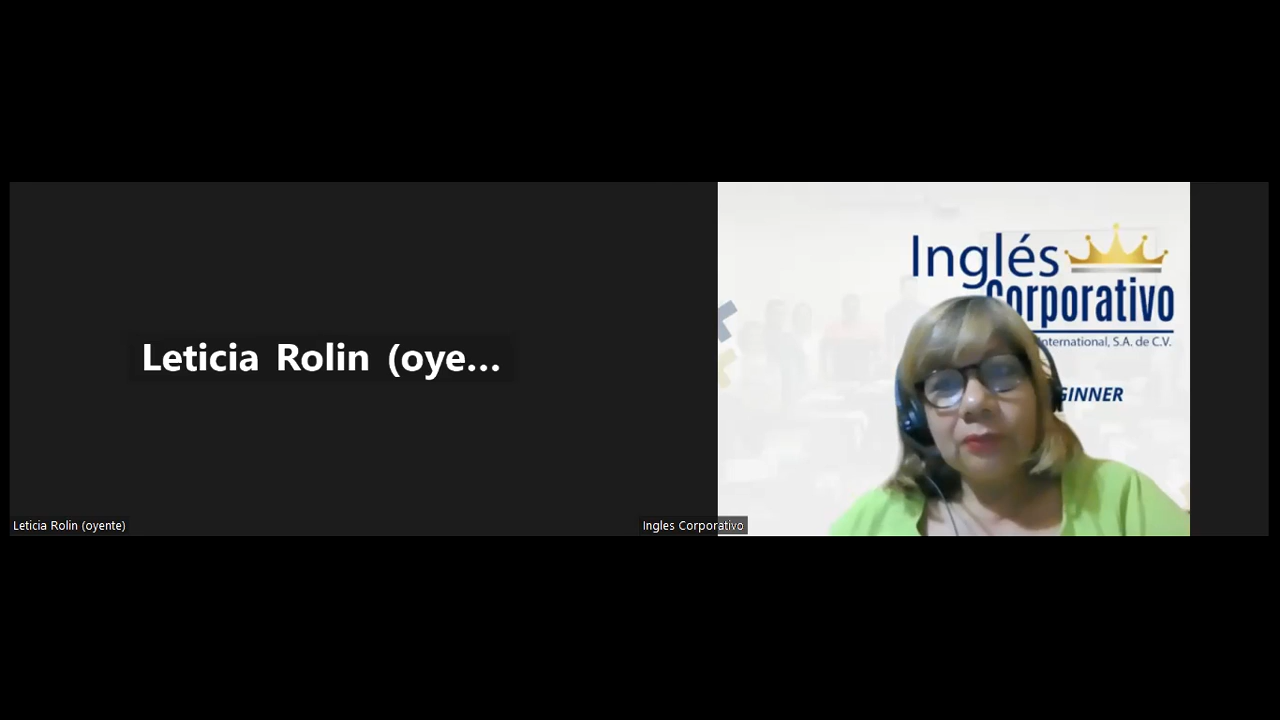 Leticia Rolin (oye...
Leticia Rolin (oyente)
Inglés
Corporativo
International, S.A. de C.V.
GINNER
Ingles Corporativo